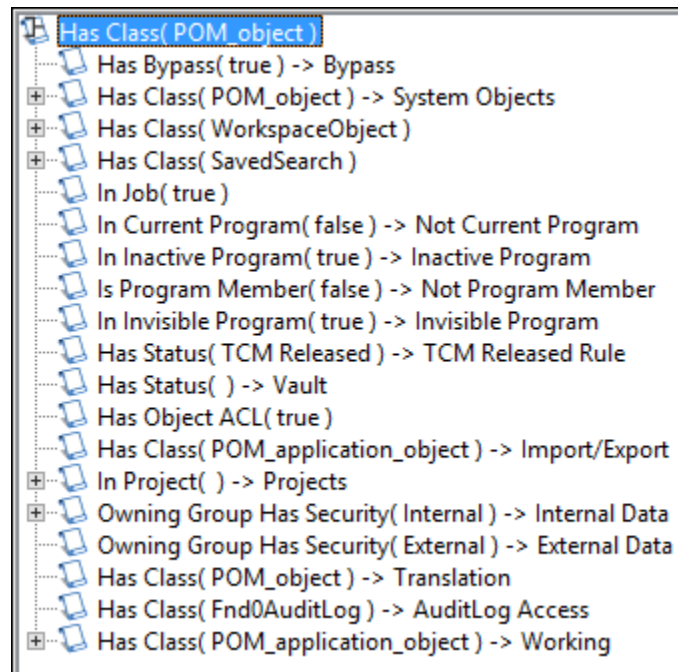 Has Class( POM_object )
Has Bypass( true ) -> Bypass
Has Class( POM_object ) -> System Objects
Has Class( WorkspaceObject )
Has Class( SavedSearch )
In Job( true )
In Current Program( false ) -> Not Current Program
In Inactive Program( true ) -> Inactive Program
Is Program Member( false ) -> Not Program Member
In Invisible Program( true ) -> Invisible Program
Has Status( TCM Released ) -> TCM Released Rule
Has Status( ) -> Vault
Has Object ACL( true )
Has Class( POM_application_object ) -> Import/Export
In Project( ) -> Projects
Owning Group Has Security( Internal ) -> Internal Data
Owning Group Has Security( External ) -> External Data
Has Class( POM_object ) -> Translation
Has Class( Fnd0AuditLog ) -> AuditLog Access
Has Class( POM_application_object ) -> Working